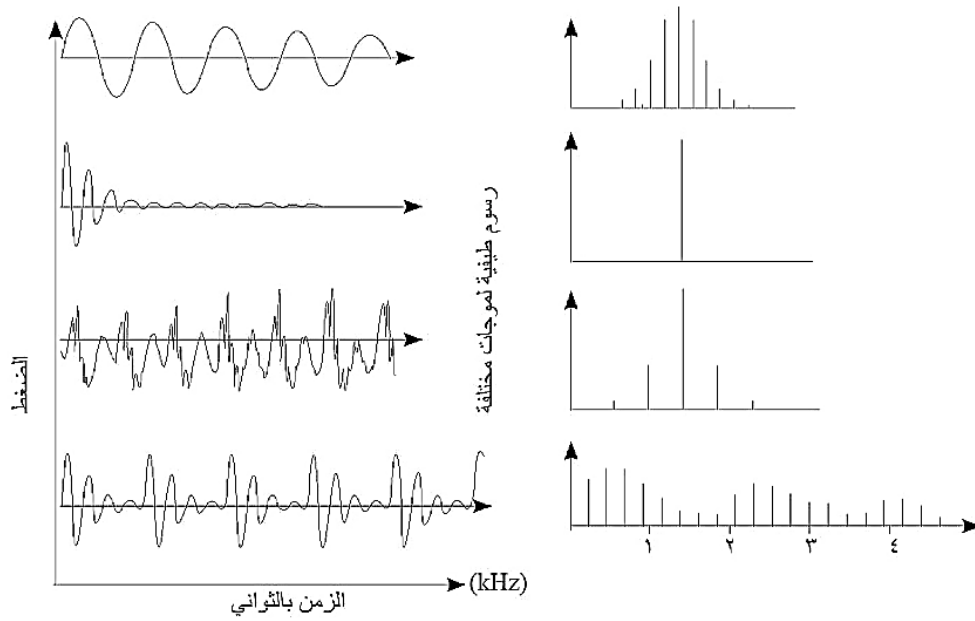 الضغط
رسوم طيفية لموجات مختلفة
١ ٢ ٣ ٤
(kHz)
الزمن بالثواني